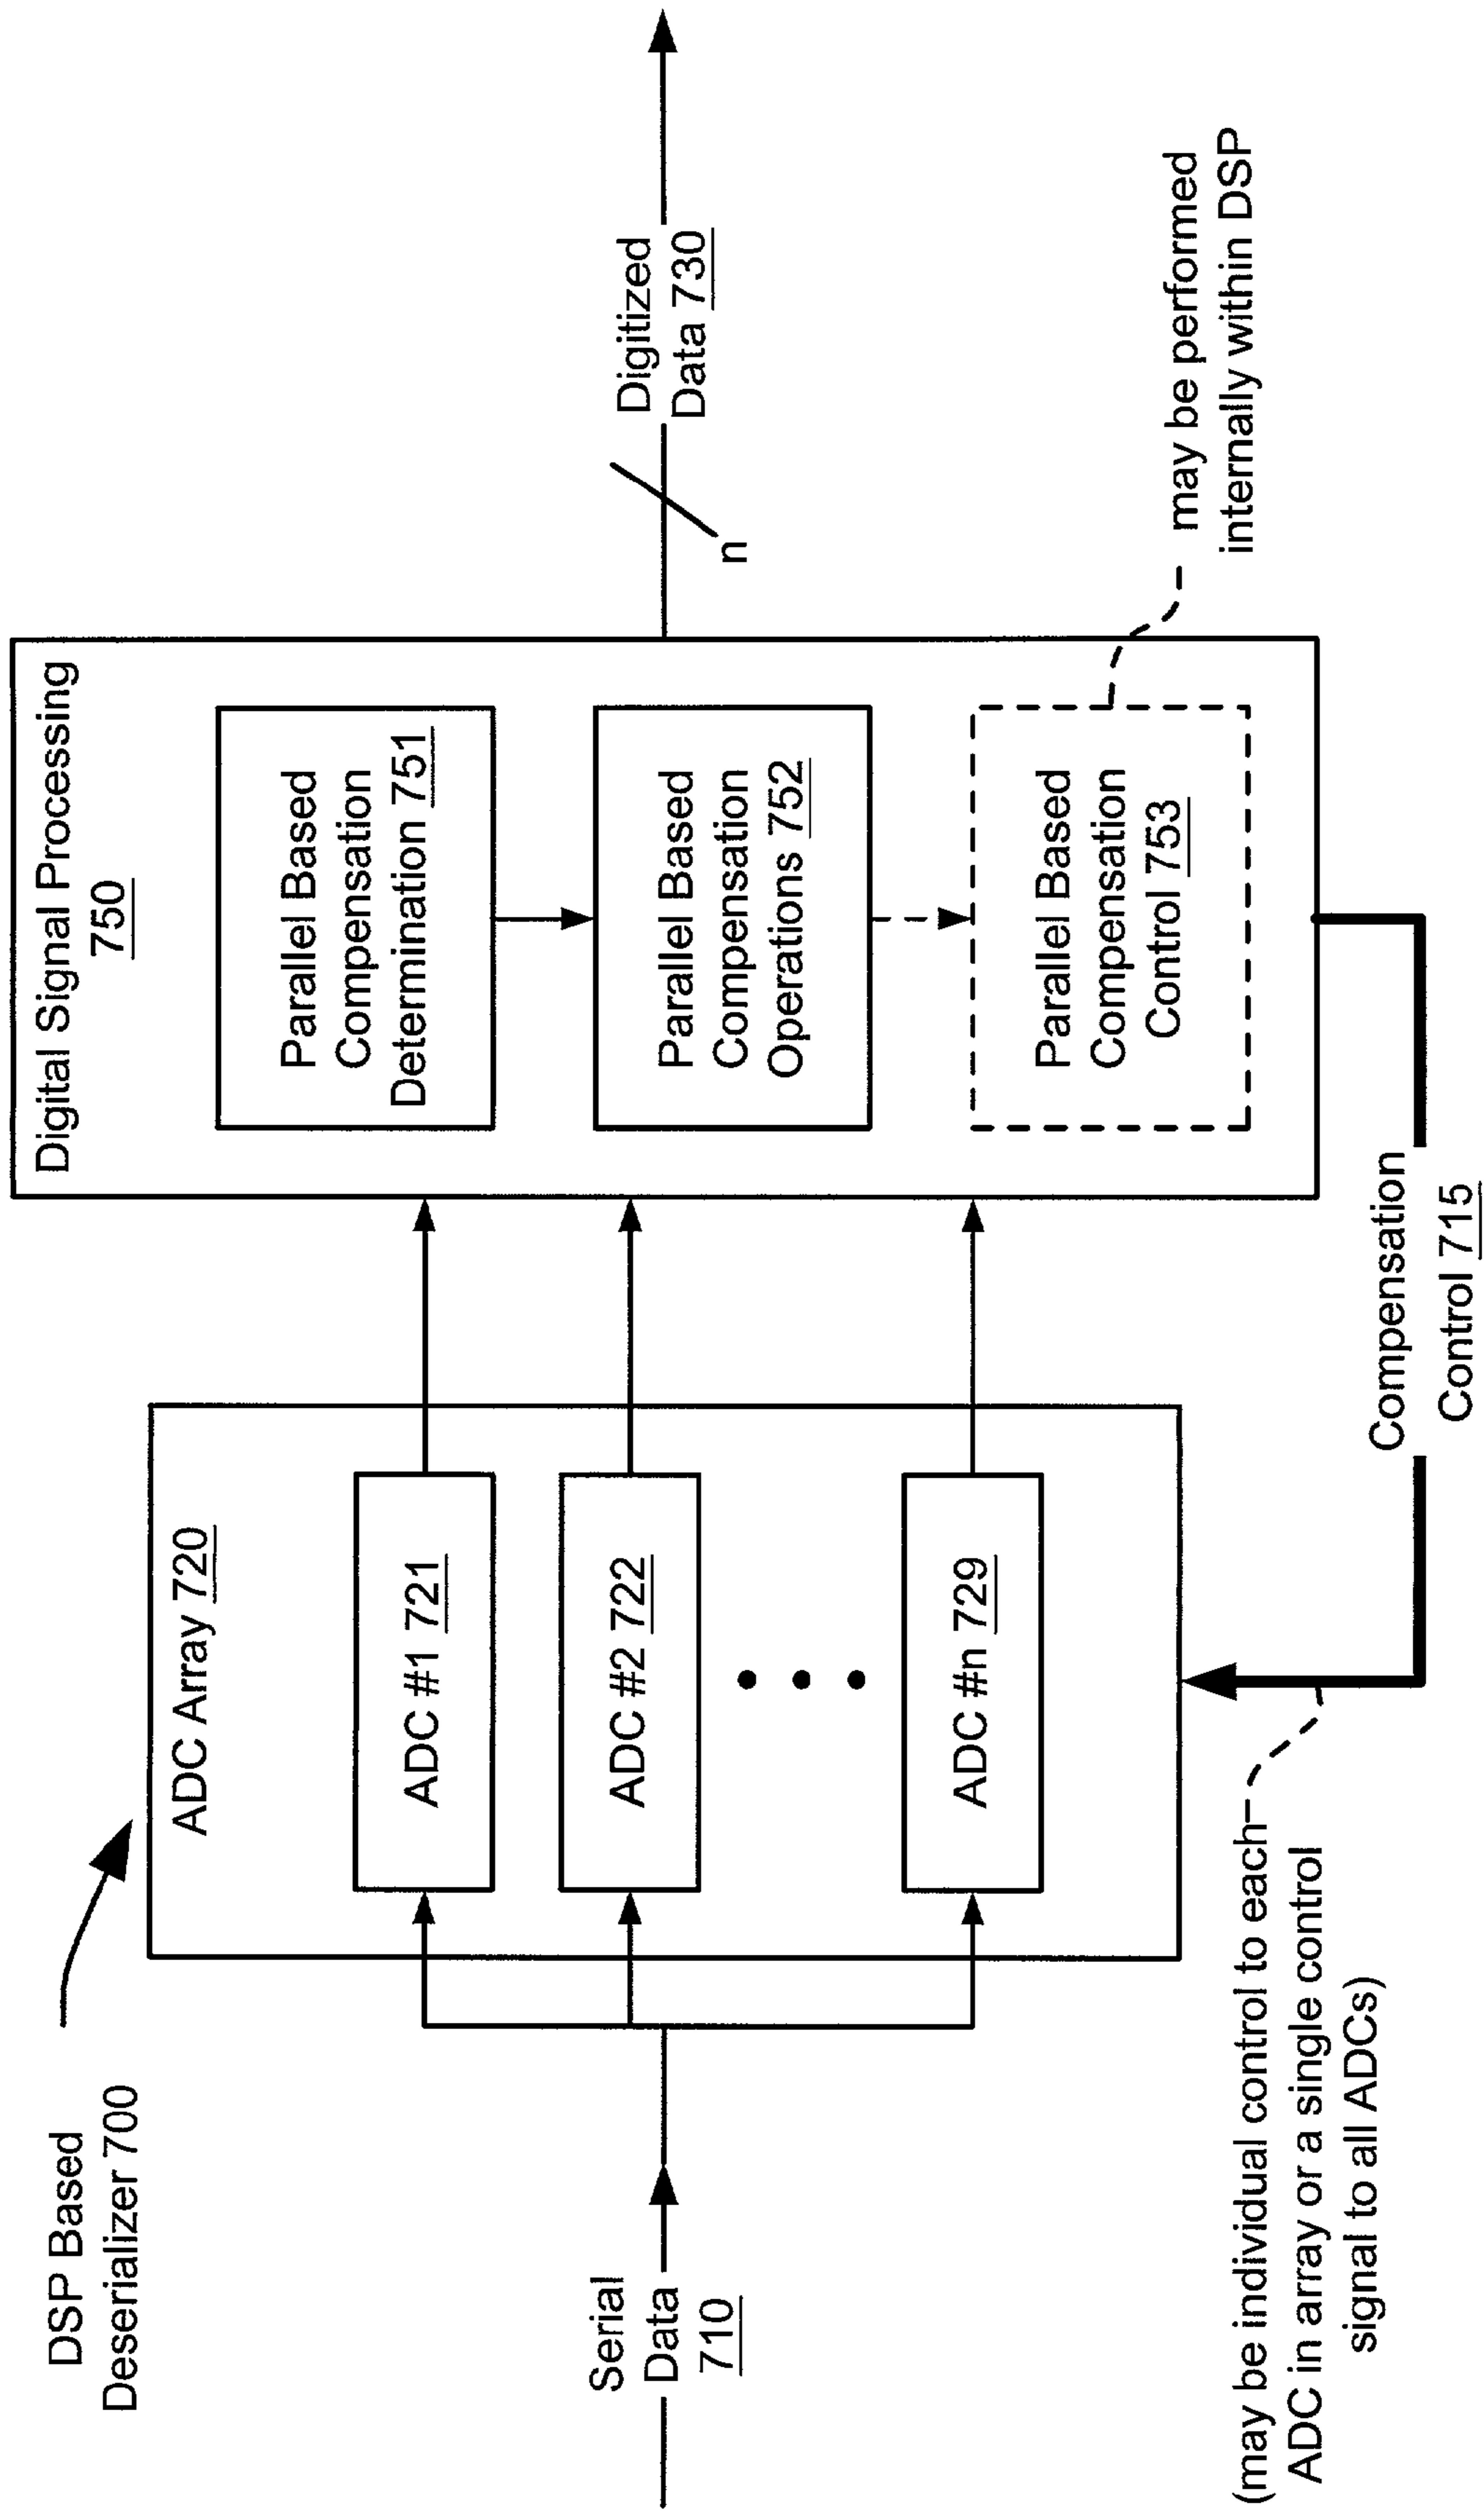 DSP Based
Deserializer 700
Serial
Data
710
ADC Array 720
ADC #1 721
ADC #2 722
ADC #n 729
Digital Signal Processing
750
Parallel Based
Compensation
Determination 751
Parallel Based
Compensation
Operations 752
Parallel Based
Compensation
Control 753
n
Digitized
Data 730
may be performed
internally within DSP
Compensation
Control 715
(may be individual control to each
ADC in array or a single control
signal to all ADCs)